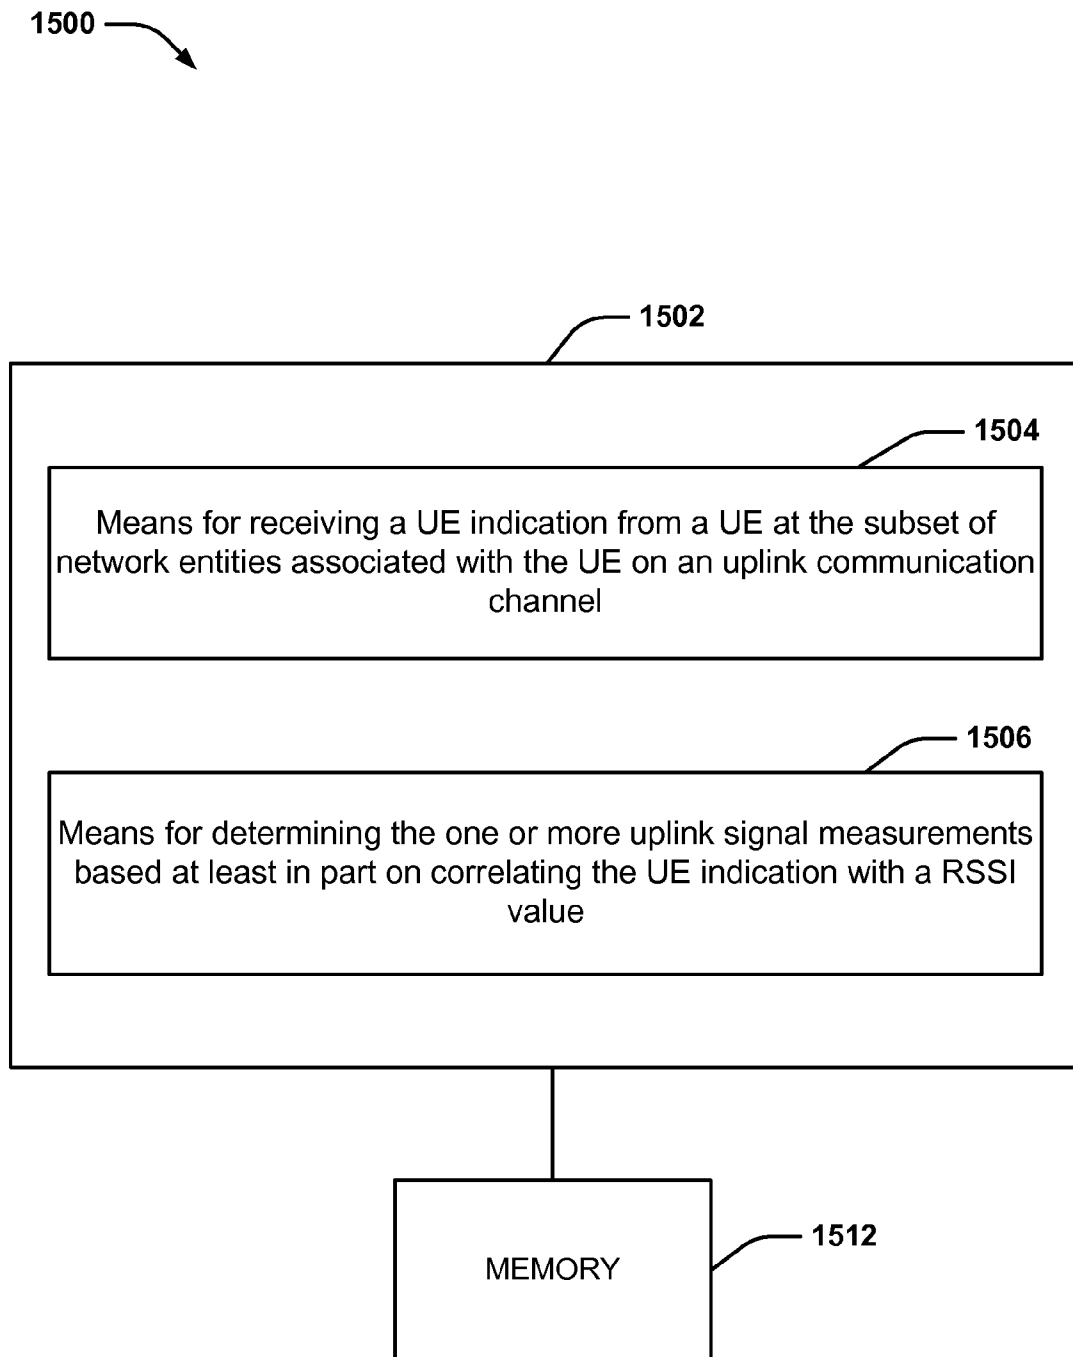 1500
1502
1504
Means for receiving a UE indication from a UE at the subset of
network entities associated with the UE on an uplink communication
channel
1506
Means for determining the one or more uplink signal measurements
based at least in part on correlating the UE indication with a RSSI
value
1512
MEMORY